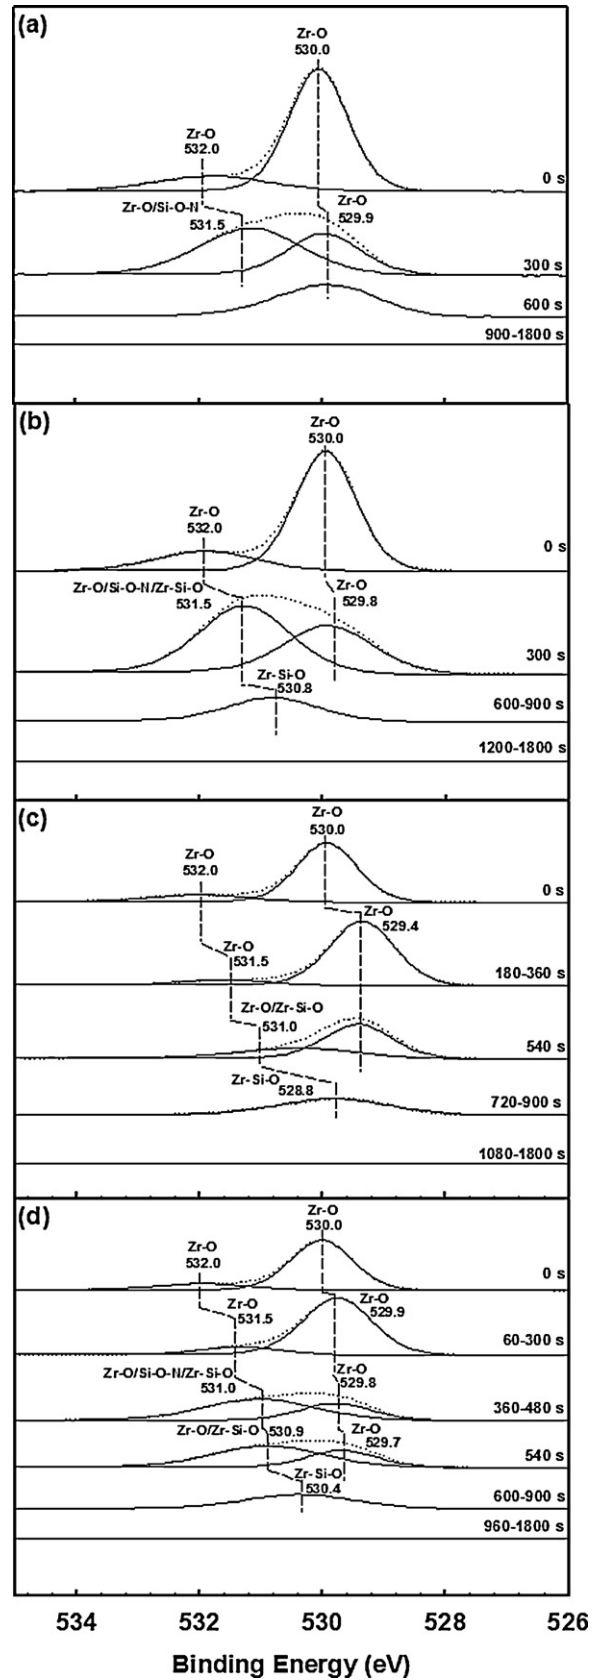 (a)
Zr-O
530.0
Zr-O
532.0
0 s
Zr-O/Si-O-N
531.5
Zr-O
529.9
300 s
600 s
900-1800 s
(b)
Zr-O
530.0
Zr-O
532.0
0 s
Zr-O/Si-O-N/Zr-Si-O
531.5
Zr-O
529.8
300 s
Zr-Si-O
530.8
600-900 s
1200-1800 s
(c)
Zr-O
530.0
Zr-O
532.0
0 s
Zr-O
529.4
Zr-O
531.5
180-360 s
Zr-O/Zr-Si-O
531.0
540 s
Zr-Si-O
528.8
720-900 s
1080-1800 s
(d)
Zr-O
530.0
Zr-O
532.0
0 s
Zr-O
529.9
Zr-O
531.5
60-300 s
Zr-O/Si-O-N/Zr-Si-O
531.0
Zr-O
529.8
360-480 s
Zr-O/Zr-Si-O
530.9
Zr-O
529.7
540 s
Zr-Si-O
530.4
600-900 s
960-1800 s
534 532 530 528 526
Binding Energy (eV)